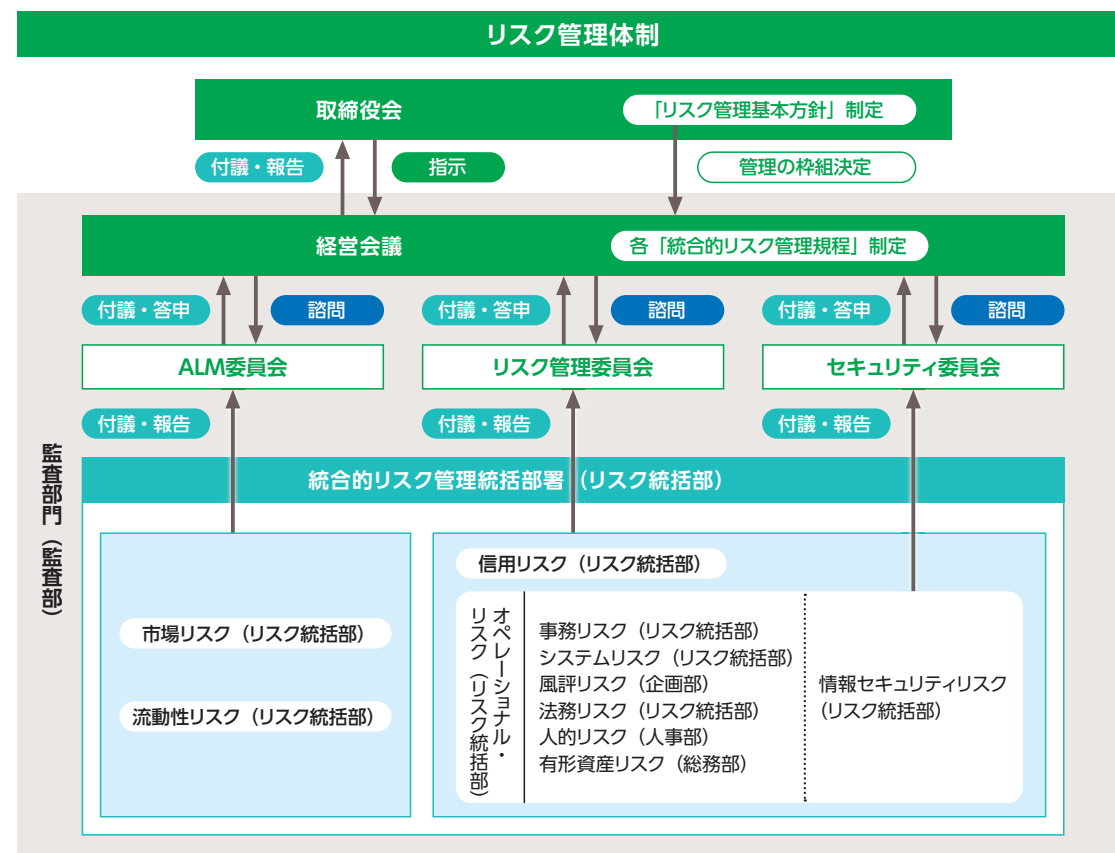 リスク管理体制
取締役会
「リスク管理基本方針」制定
付議・報告
指示
管理の枠組決定
経営会議
各「統合的リスク管理規程」制定
付議・答申
諮問
付議・答申
諮問
付議・答申
諮問
ALM委員会
リスク管理委員会
セキュリティ委員会
付議・報告
付議・報告
付議・報告
監査部門（監査部）
統合的リスク管理統括部署（リスク統括部）
市場リスク（リスク統括部）
流動性リスク（リスク統括部）
信用リスク（リスク統括部）
オペレーショナル・
リスク（リスク統括部）
事務リスク（リスク統括部）
システムリスク（リスク統括部）
風評リスク（企画部）
法務リスク（リスク統括部）
人的リスク（人事部）
有形資産リスク（総務部）
情報セキュリティリスク
（リスク統括部）